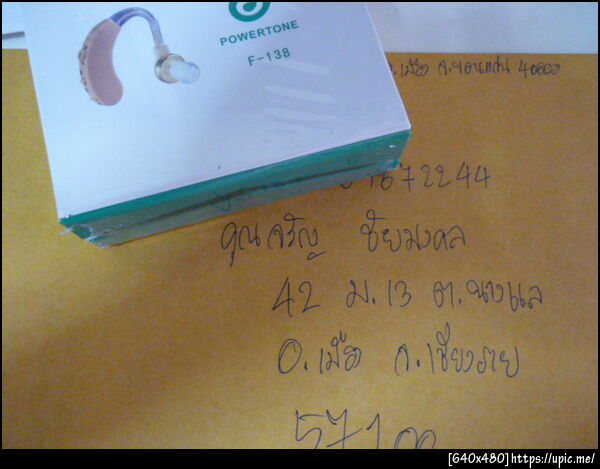 POWERTONE
F-138
อ.เมือง จ.ขอนแก่น 40000
1672244
คุณจรัญ ชัยมงคล
42 ม.13 ต.นางแล
อ.เมือง จ.เชียงราย
57100
[640x480]https://upic.me/